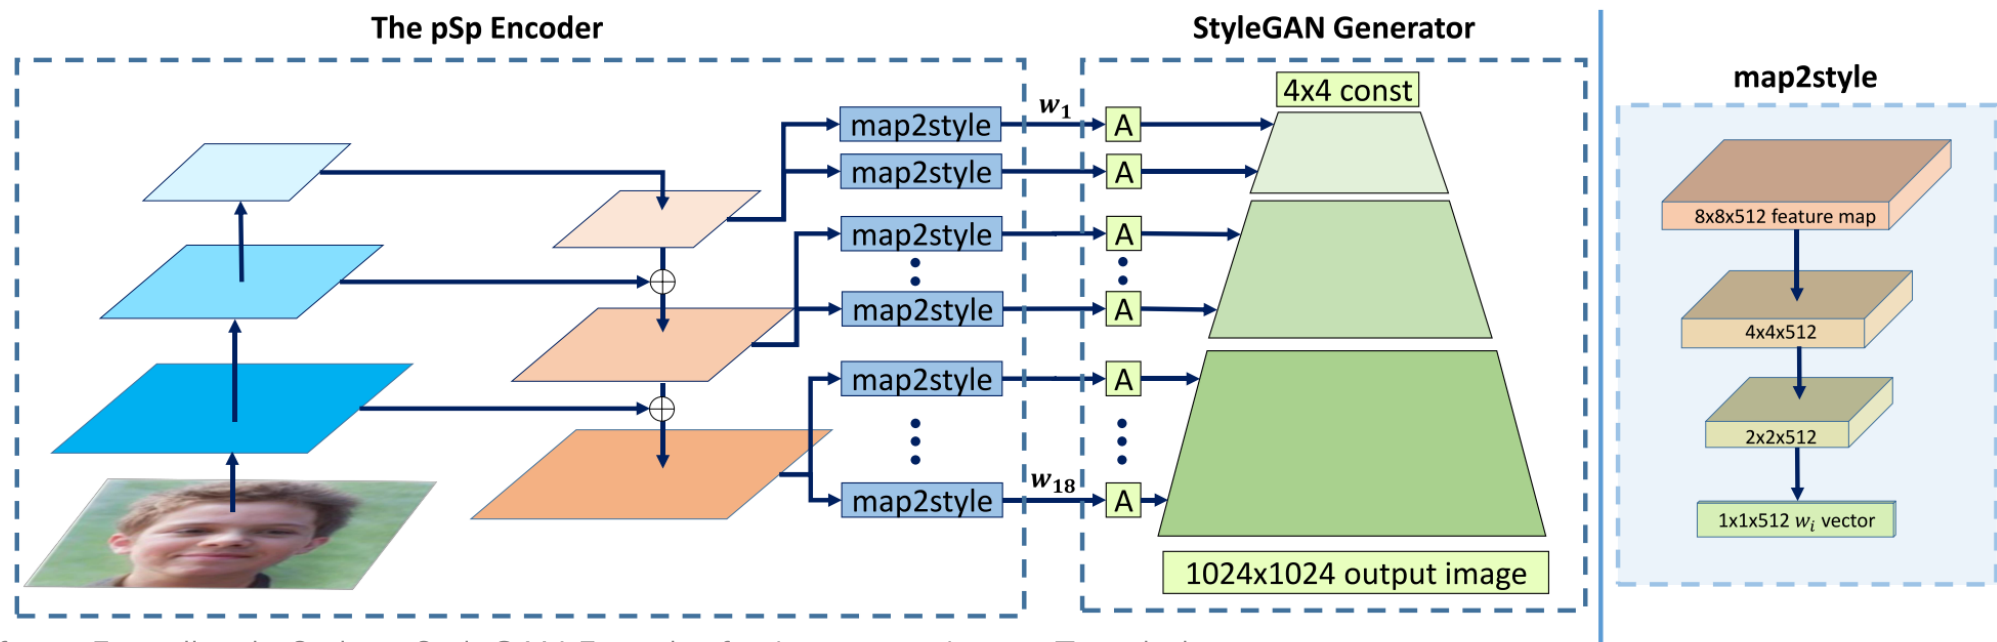 The pSp Encoder
StyleGAN Generator
map2style
4x4 const
map2style
w₁
A
map2style
A
map2style
A
map2style
A
map2style
A
map2style
w₁₈
A
1024x1024 output image
8x8x512 feature map
4x4x512
2x2x512
1x1x512 wᵢ vector